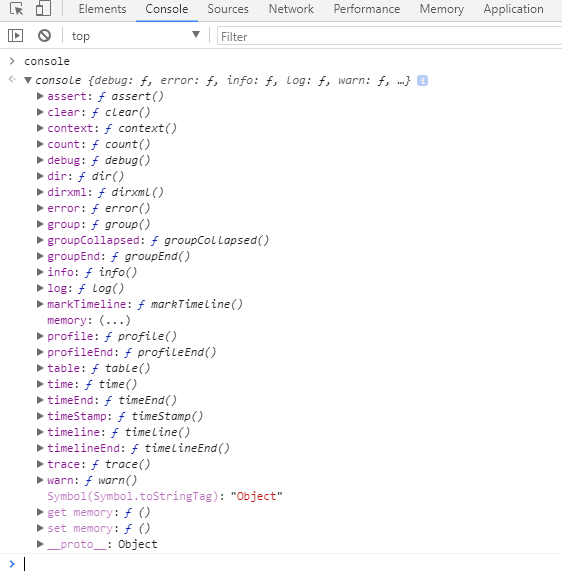 Elements Console Sources Network Performance Memory Application
top Filter
console
console {debug: ƒ, error: ƒ, info: ƒ, log: ƒ, warn: ƒ, …} i
assert: ƒ assert()
clear: ƒ clear()
context: ƒ context()
count: ƒ count()
debug: ƒ debug()
dir: ƒ dir()
dirxml: ƒ dirxml()
error: ƒ error()
group: ƒ group()
groupCollapsed: ƒ groupCollapsed()
groupEnd: ƒ groupEnd()
info: ƒ info()
log: ƒ log()
markTimeline: ƒ markTimeline()
memory: (...)
profile: ƒ profile()
profileEnd: ƒ profileEnd()
table: ƒ table()
time: ƒ time()
timeEnd: ƒ timeEnd()
timeStamp: ƒ timeStamp()
timeline: ƒ timeline()
timelineEnd: ƒ timelineEnd()
trace: ƒ trace()
warn: ƒ warn()
Symbol(Symbol.toStringTag): "Object"
get memory: ƒ ()
set memory: ƒ ()
__proto__: Object